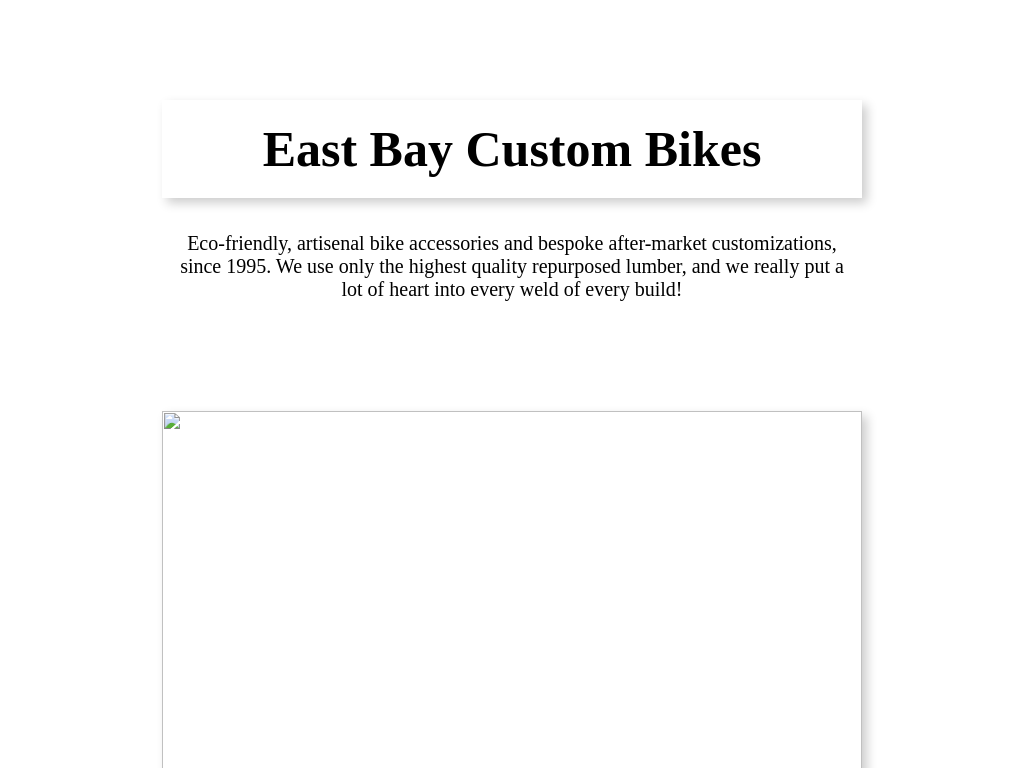 East Bay Custom Bikes
Eco-friendly, artisenal bike accessories and bespoke after-market customizations,
since 1995. We use only the highest quality repurposed lumber, and we really put a
lot of heart into every weld of every build!